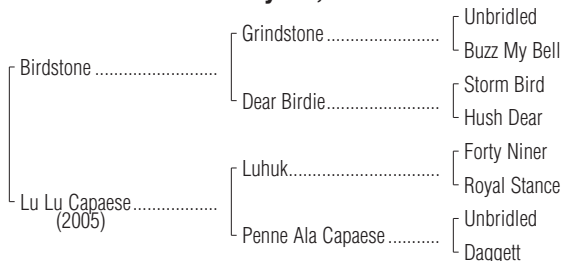 Unbridled
Grindstone
Buzz My Bell
Birdstone
Storm Bird
Dear Birdie
Hush Dear
Forty Niner
Luhuk
Royal Stance
Lu Lu Capaese
(2005)
Unbridled
Penne Ala Capaese
Daggett